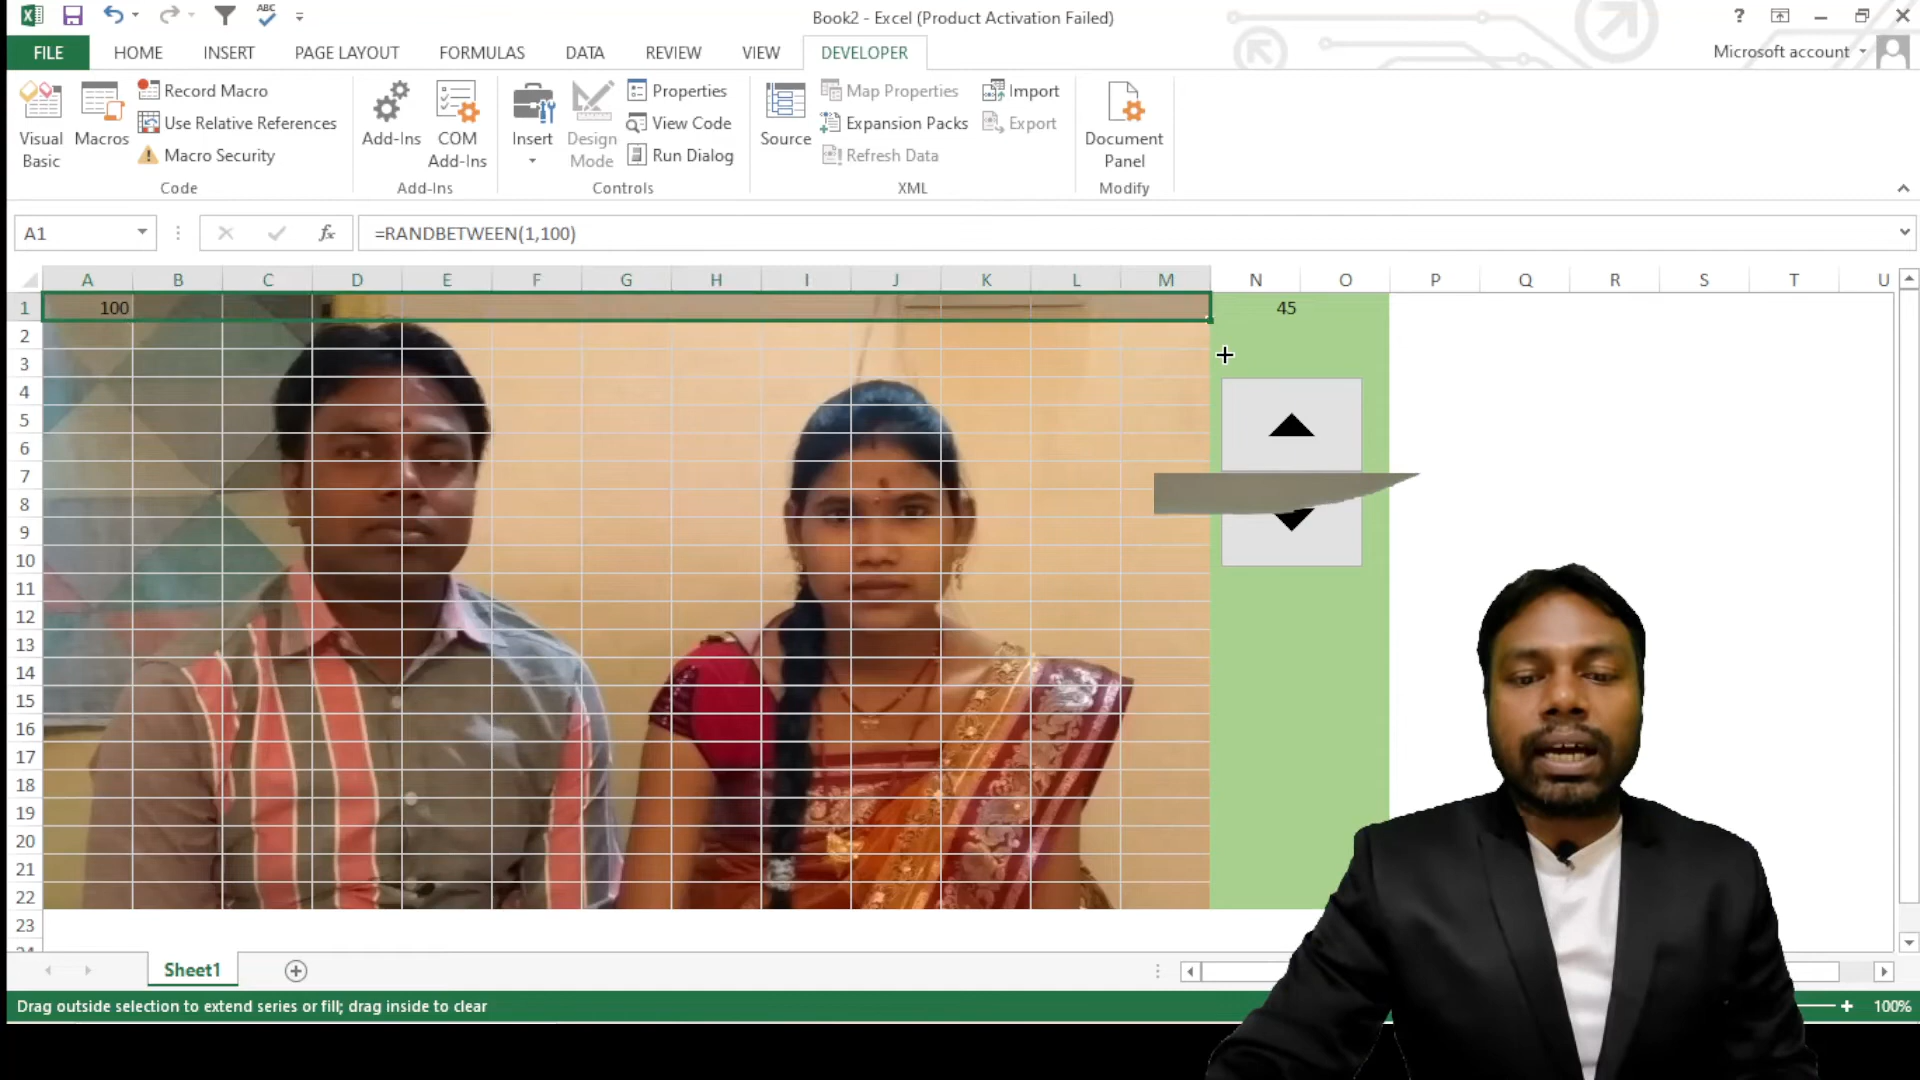 ABC
Book2 - Excel (Product Activation Failed)
?
FILE HOME INSERT PAGE LAYOUT FORMULAS DATA REVIEW VIEW DEVELOPER
Microsoft account
Visual Basic
Macros
Record Macro
Use Relative References
Macro Security
Code
Add-Ins
COM Add-Ins
Add-Ins
Insert
Design Mode
Properties
View Code
Run Dialog
Controls
Source
Map Properties
Expansion Packs
Refresh Data
Import
Export
XML
Document Panel
Modify
A1
fx
=RANDBETWEEN(1,100)
A B C D E F G H I J K L M N O P Q R S T U
1 100 45
2
3
4
5
6
7
8
9
10
11
12
13
14
15
16
17
18
19
20
21
22
23
24
Sheet1
Drag outside selection to extend series or fill; drag inside to clear
100%